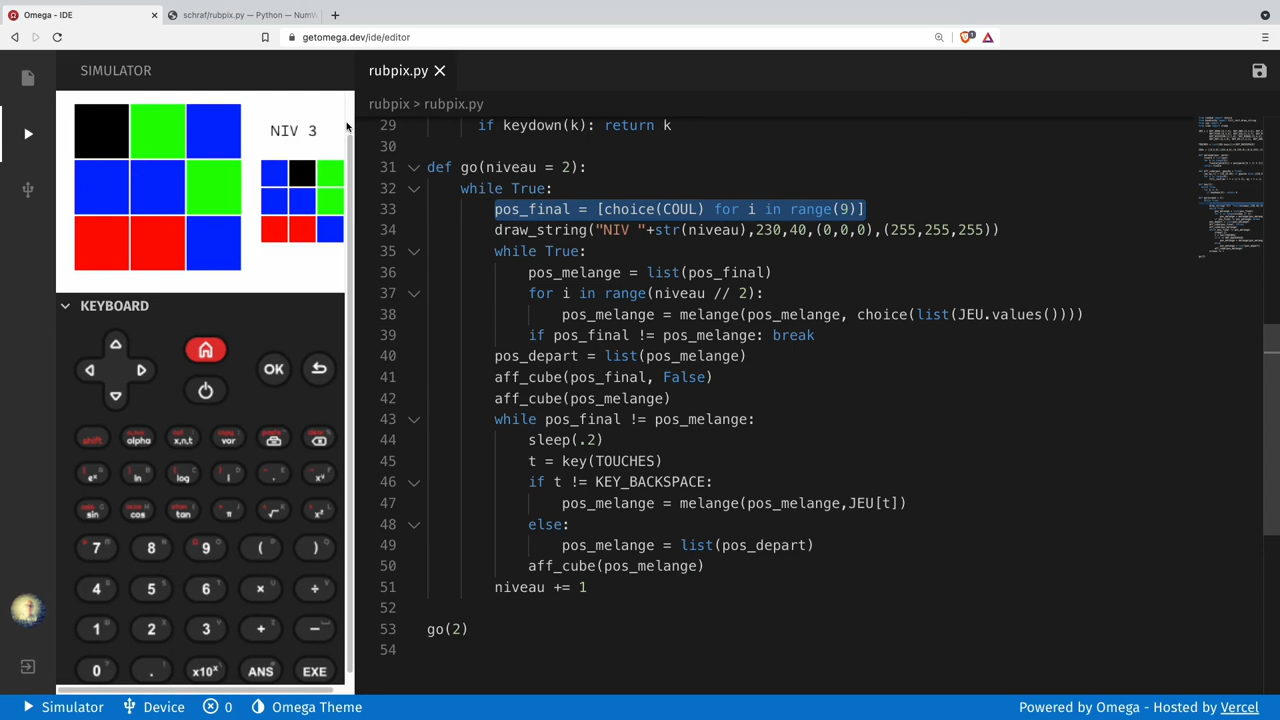 Omega - IDE
schraf/rubpix.py — Python — NumW
getomega.dev/ide/editor
SIMULATOR
rubpix.py
rubpix > rubpix.py
NIV 3
KEYBOARD
OK
shift alpha x,n,t var
ln log i , xʸ
sin cos tan π √ x²
7 8 9 ( )
4 5 6 × ÷
1 2 3 + −
0 . x10ˣ ANS EXE
29 if keydown(k): return k
30
31 def go(niveau = 2):
32 while True:
33 pos_final = [choice(COUL) for i in range(9)]
34 draw_string("NIV "+str(niveau),230,40,(0,0,0),(255,255,255))
35 while True:
36 pos_melange = list(pos_final)
37 for i in range(niveau // 2):
38 pos_melange = melange(pos_melange, choice(list(JEU.values())))
39 if pos_final != pos_melange: break
40 pos_depart = list(pos_melange)
41 aff_cube(pos_final, False)
42 aff_cube(pos_melange)
43 while pos_final != pos_melange:
44 sleep(.2)
45 t = key(TOUCHES)
46 if t != KEY_BACKSPACE:
47 pos_melange = melange(pos_melange,JEU[t])
48 else:
49 pos_melange = list(pos_depart)
50 aff_cube(pos_melange)
51 niveau += 1
52
53 go(2)
54
Simulator Device 0 Omega Theme
Powered by Omega - Hosted by Vercel